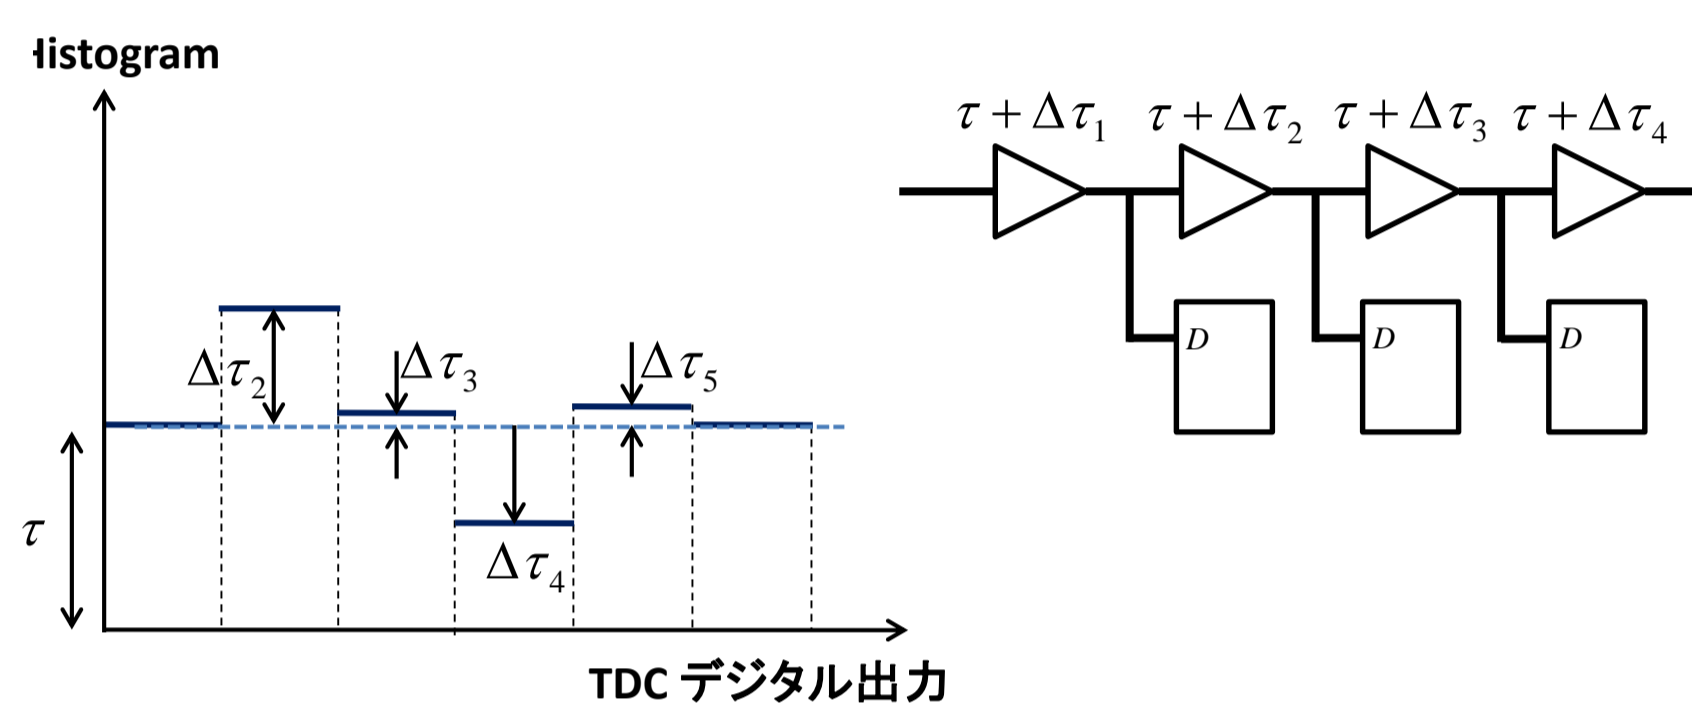 Histogram
τ + Δτ1 τ + Δτ2 τ + Δτ3 τ + Δτ4
D D D
Δτ2
Δτ3
Δτ5
τ
Δτ4
TDC デジタル出力